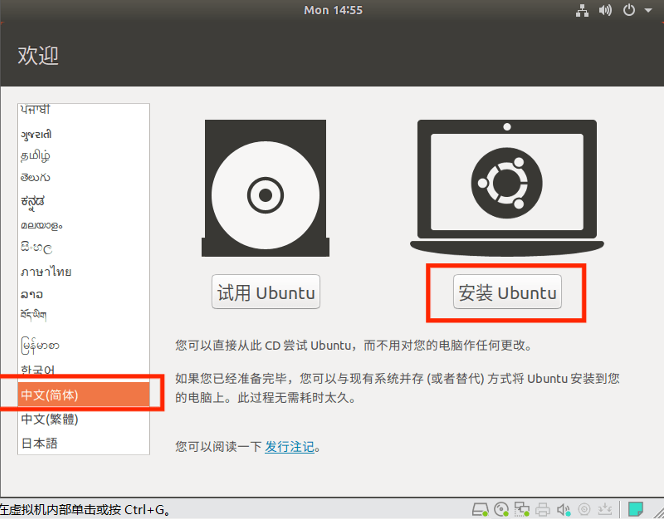 Mon 14:55
欢迎
ਪੰਜਾਬੀ
ગુજરાતી
தமிழ்
తెలుగు
ಕನ್ನಡ
മലയാളം
සිංහල
ภาษาไทย
ລາວ
རྫོང་ཁ
မြန်မာစာ
한국어
中文(简体)
中文(繁體)
日本語
试用 Ubuntu
安装 Ubuntu
您可以直接从此 CD 尝试 Ubuntu，而不用对您的电脑作任何更改。
如果您已经准备完毕，您可以与现有系统并存 (或者替代) 方式将 Ubuntu 安装到您
的电脑上。此过程无需耗时太久。
您可以阅读一下 发行注记。
在虚拟机内部单击或按 Ctrl+G。